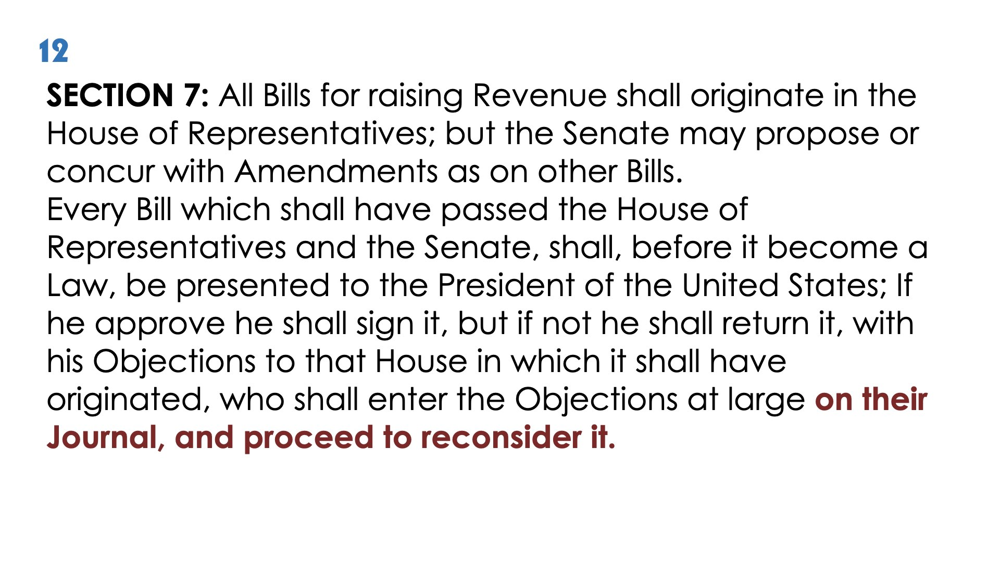 12
SECTION 7: All Bills for raising Revenue shall originate in the
House of Representatives; but the Senate may propose or
concur with Amendments as on other Bills.
Every Bill which shall have passed the House of
Representatives and the Senate, shall, before it become a
Law, be presented to the President of the United States; If
he approve he shall sign it, but if not he shall return it, with
his Objections to that House in which it shall have
originated, who shall enter the Objections at large on their
Journal, and proceed to reconsider it.